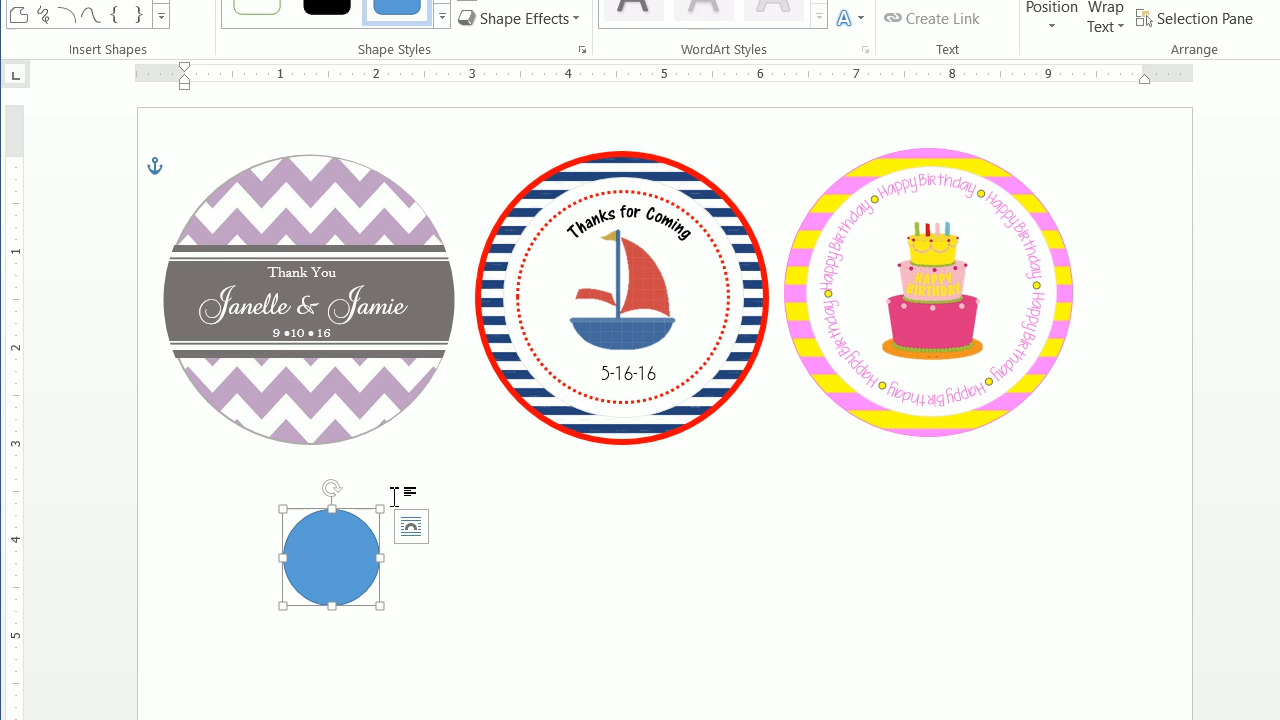 Shape Effects
Create Link
Position
Wrap
Text
Selection Pane
Insert Shapes
Shape Styles
WordArt Styles
Text
Arrange
1 2 3 4 5 6 7 8 9
1
2
3
4
5
Thank You
Janelle & Jamie
9 •10 • 16
Thanks for Coming
5-16-16
Happy Birthday
Happy Birthday
Happy Birthday
Happy Birthday
Happy Birthday
Happy Birthday
Happy Birthday
HAPPY
BIRTHDAY